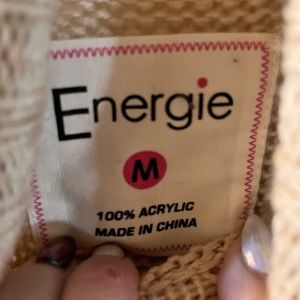 Energie
M
100% ACRYLIC
MADE IN CHINA